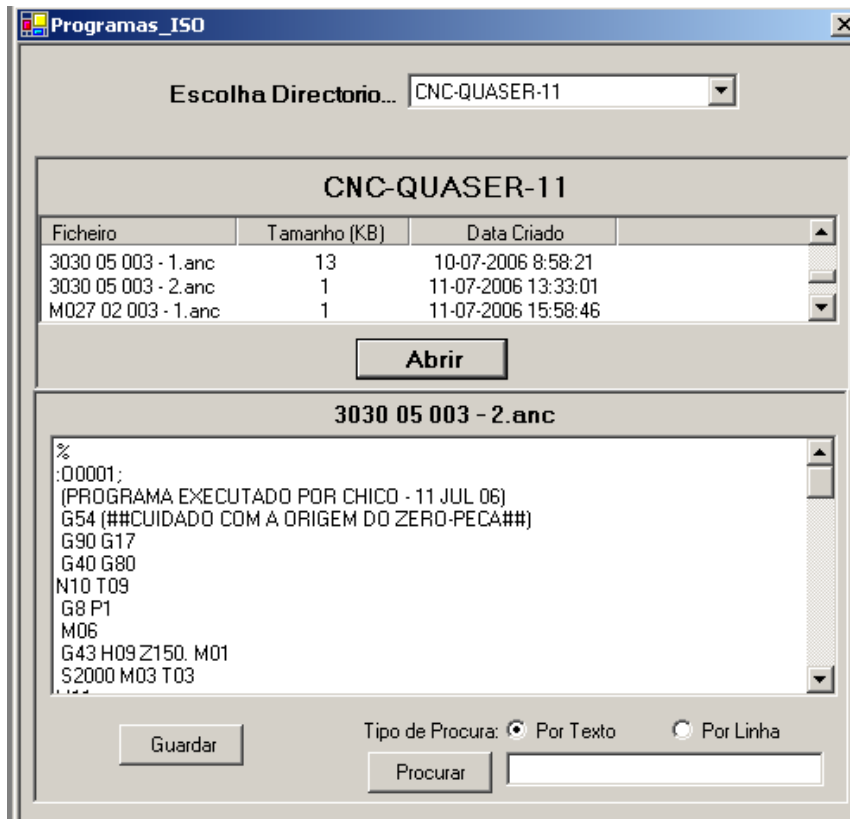 Programas_ISO
Escolha Directorio... CNC-QUASER-11
CNC-QUASER-11
Ficheiro Tamanho (KB) Data Criado
3030 05 003 - 1.anc 13 10-07-2006 8:58:21
3030 05 003 - 2.anc 1 11-07-2006 13:33:01
M027 02 003 - 1.anc 1 11-07-2006 15:58:46
Abrir
3030 05 003 - 2.anc
%
:O0001;
(PROGRAMA EXECUTADO POR CHICO - 11 JUL 06)
G54 (##CUIDADO COM A ORIGEM DO ZERO-PECA##)
G90 G17
G40 G80
N10 T09
G8 P1
M06
G43 H09 Z150. M01
S2000 M03 T03
Guardar
Tipo de Procura: Por Texto Por Linha
Procurar